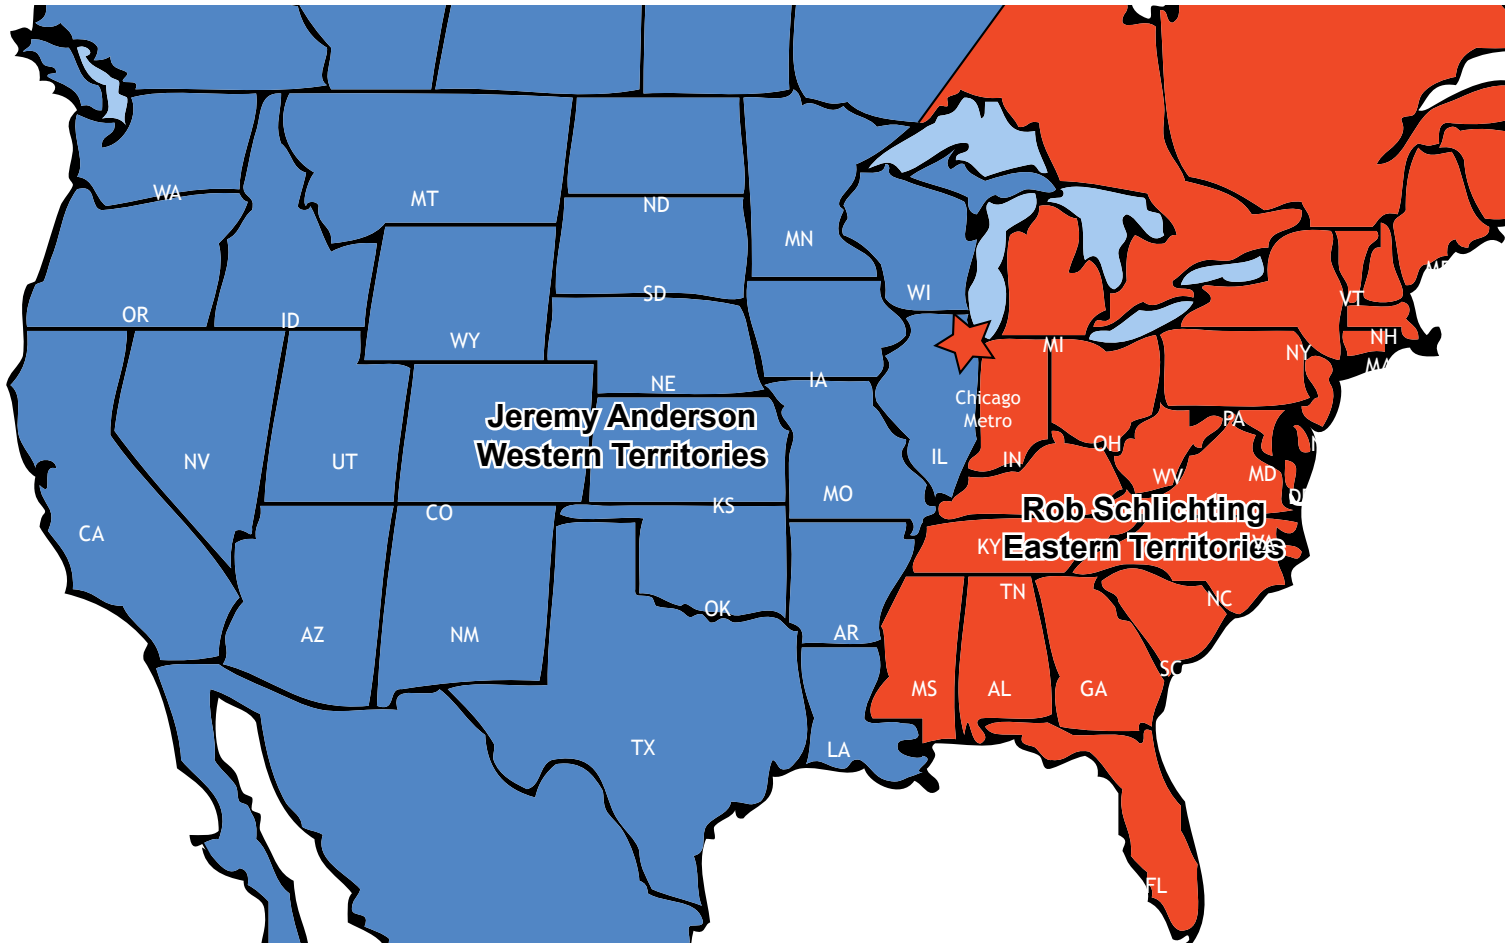 WA
MT
ND
MN
OR
ID
SD
WI
VT
WY
MI
NH
NY
NE
IA
Chicago
Metro
Jeremy Anderson
Western Territories
PA
OH
NV
UT
IL
IN
WV
MD
MO
KS
CO
CA
Rob Schlichting
Eastern Territories
KY
VA
TN
NC
OK
AR
AZ
NM
SC
MS
AL
GA
TX
LA
FL